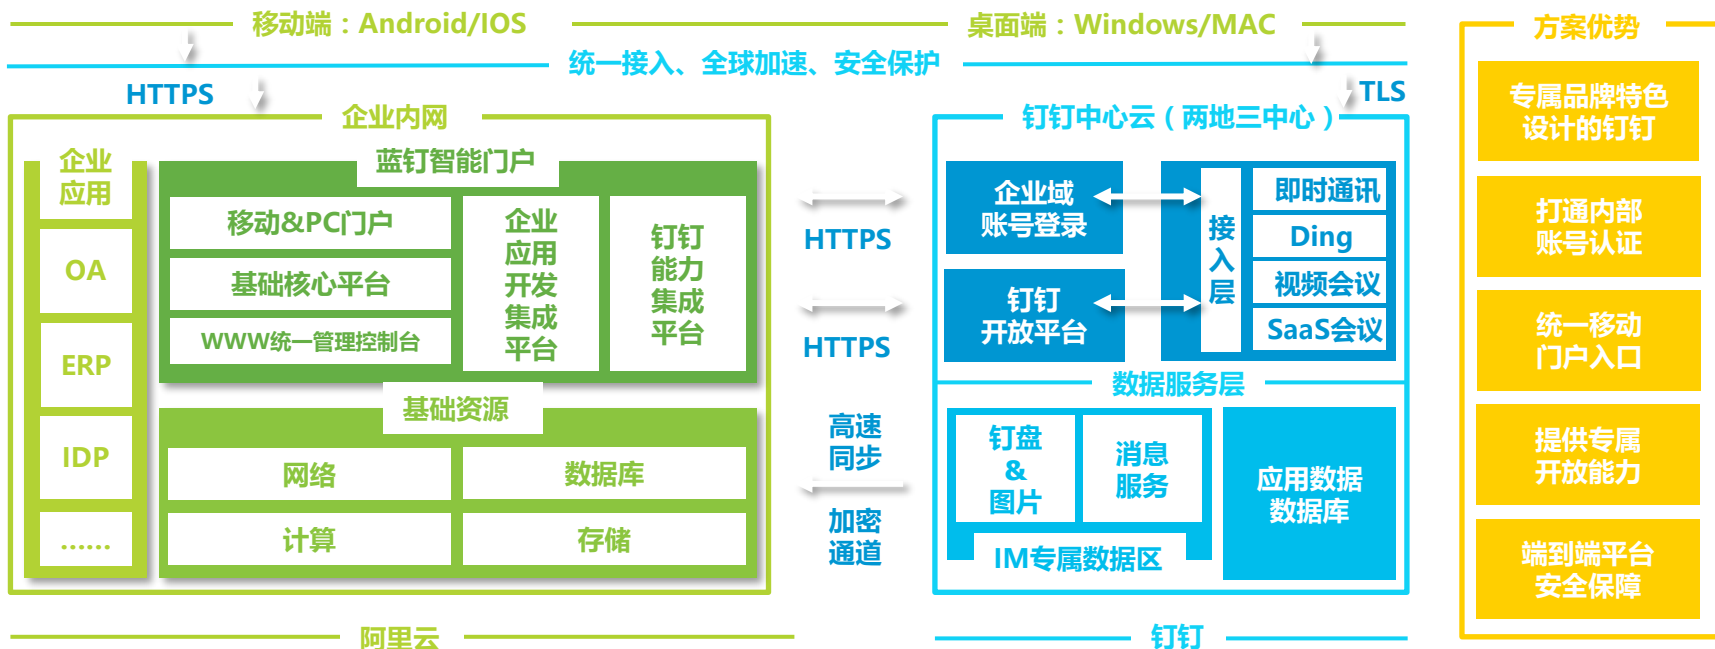 移动端：Android/IOS
桌面端：Windows/MAC
统一接入、全球加速、安全保护
HTTPS
TLS
企业内网
企业
应用
OA
ERP
IDP
......
蓝钉智能门户
移动&PC门户
基础核心平台
WWW统一管理控制台
企业
应用
开发
集成
平台
钉钉
能力
集成
平台
基础资源
网络
数据库
计算
存储
阿里云
HTTPS
HTTPS
高速
同步
加密
通道
钉钉中心云（两地三中心）
企业域
账号登录
钉钉
开放平台
接
入
层
即时通讯
Ding
视频会议
SaaS会议
数据服务层
钉盘
&
图片
消息
服务
IM专属数据区
应用数据
数据库
钉钉
方案优势
专属品牌特色
设计的钉钉
打通内部
账号认证
统一移动
门户入口
提供专属
开放能力
端到端平台
安全保障